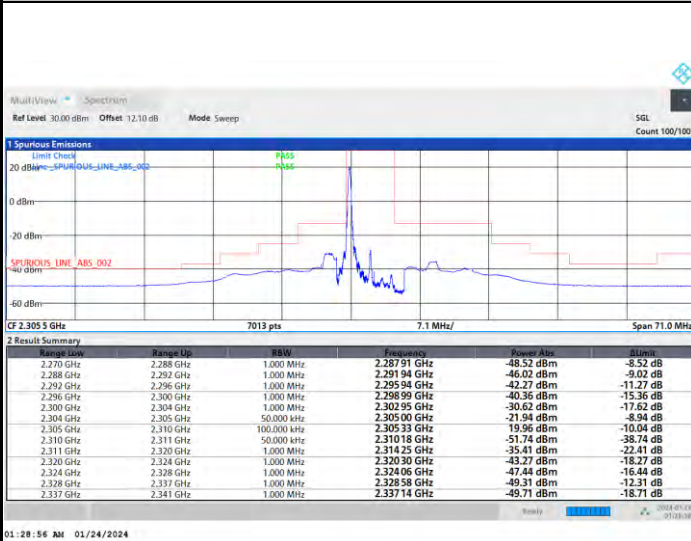 MultiView Spectrum
Ref Level 30.00 dBm Offset 12.10 dB Mode Sweep SGL
Count 100/100
1 Spurious Emissions
Limit Check PASS
20 dBm Line _SPURIOUS_LINE_ABS_002 PASS
0 dBm
-20 dBm
SPURIOUS_LINE_ABS_002
-40 dBm
-60 dBm
CF 2.305 5 GHz 7013 pts 7.1 MHz/ Span 71.0 MHz
2 Result Summary
Range Low Range Up RBW Frequency Power Abs ΔLimit
2.270 GHz 2.288 GHz 1.000 MHz 2.287 91 GHz -48.52 dBm -8.52 dB
2.288 GHz 2.292 GHz 1.000 MHz 2.291 94 GHz -46.02 dBm -9.02 dB
2.292 GHz 2.296 GHz 1.000 MHz 2.295 94 GHz -42.27 dBm -11.27 dB
2.296 GHz 2.300 GHz 1.000 MHz 2.298 99 GHz -40.36 dBm -15.36 dB
2.300 GHz 2.304 GHz 1.000 MHz 2.302 95 GHz -30.62 dBm -17.62 dB
2.304 GHz 2.305 GHz 50.000 kHz 2.305 00 GHz -21.94 dBm -8.94 dB
2.305 GHz 2.310 GHz 100.000 kHz 2.305 33 GHz 19.96 dBm -10.04 dB
2.310 GHz 2.311 GHz 50.000 kHz 2.310 18 GHz -51.74 dBm -38.74 dB
2.311 GHz 2.320 GHz 1.000 MHz 2.314 25 GHz -35.41 dBm -22.41 dB
2.320 GHz 2.324 GHz 1.000 MHz 2.320 30 GHz -43.27 dBm -18.27 dB
2.324 GHz 2.328 GHz 1.000 MHz 2.324 06 GHz -47.44 dBm -16.44 dB
2.328 GHz 2.337 GHz 1.000 MHz 2.328 58 GHz -49.31 dBm -12.31 dB
2.337 GHz 2.341 GHz 1.000 MHz 2.337 14 GHz -49.71 dBm -18.71 dB
Ready
01:28:56 AM 01/24/2024